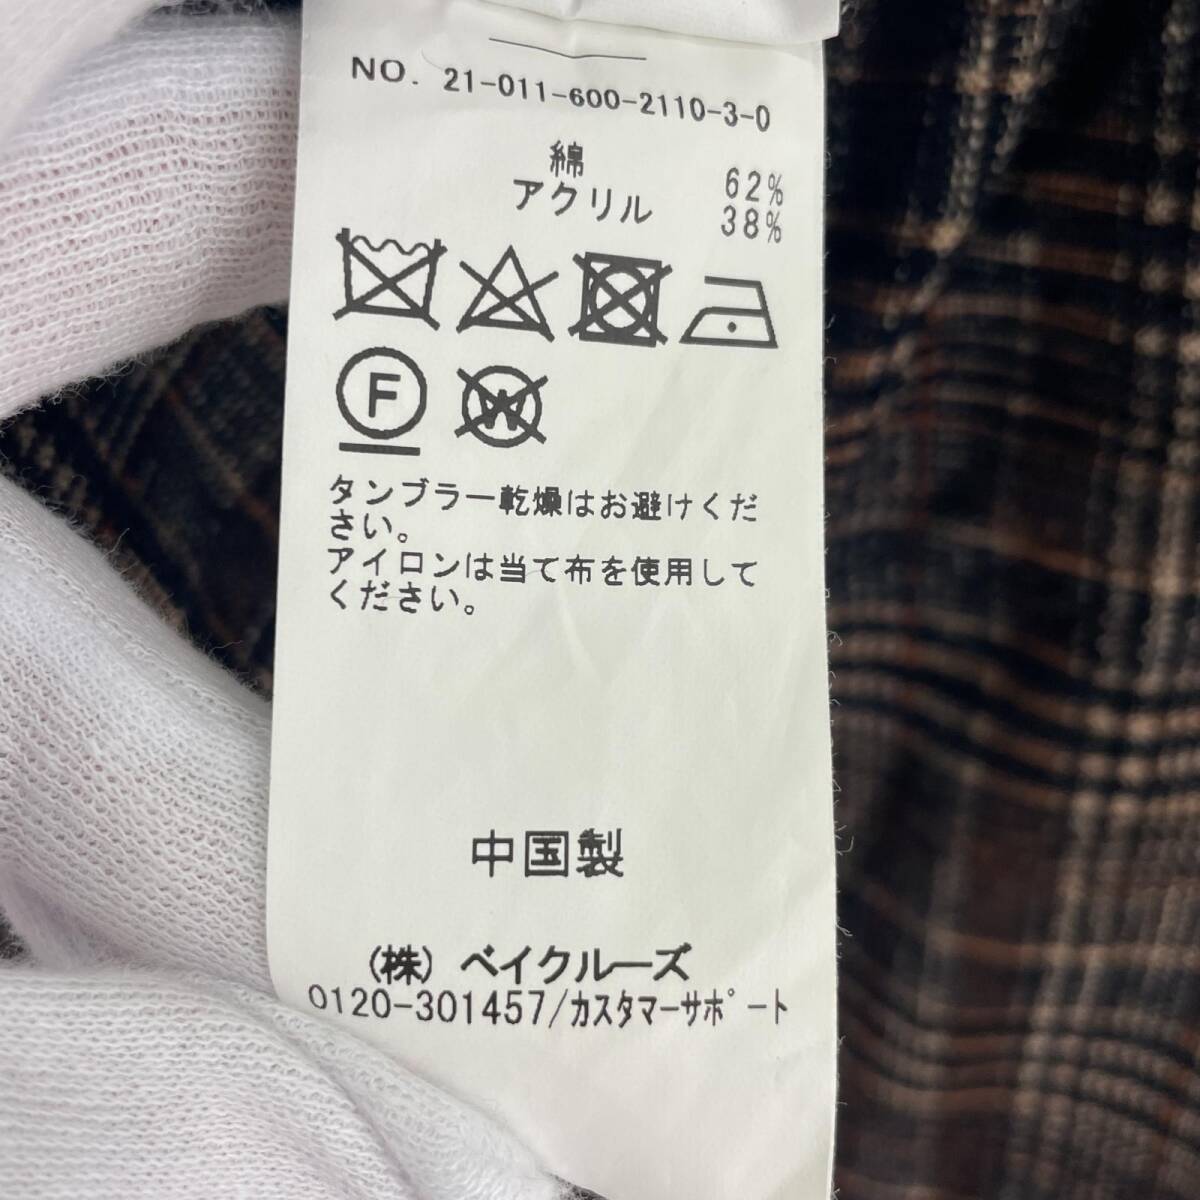 NO. 21-011-600-2110-3-0
綿 62%
アクリル 38%
F
W
タンブラー乾燥はお避けくだ
さい。
アイロンは当て布を使用して
ください。
中国製
(株) ベイクルーズ
0120-301457/カスタマーサポート